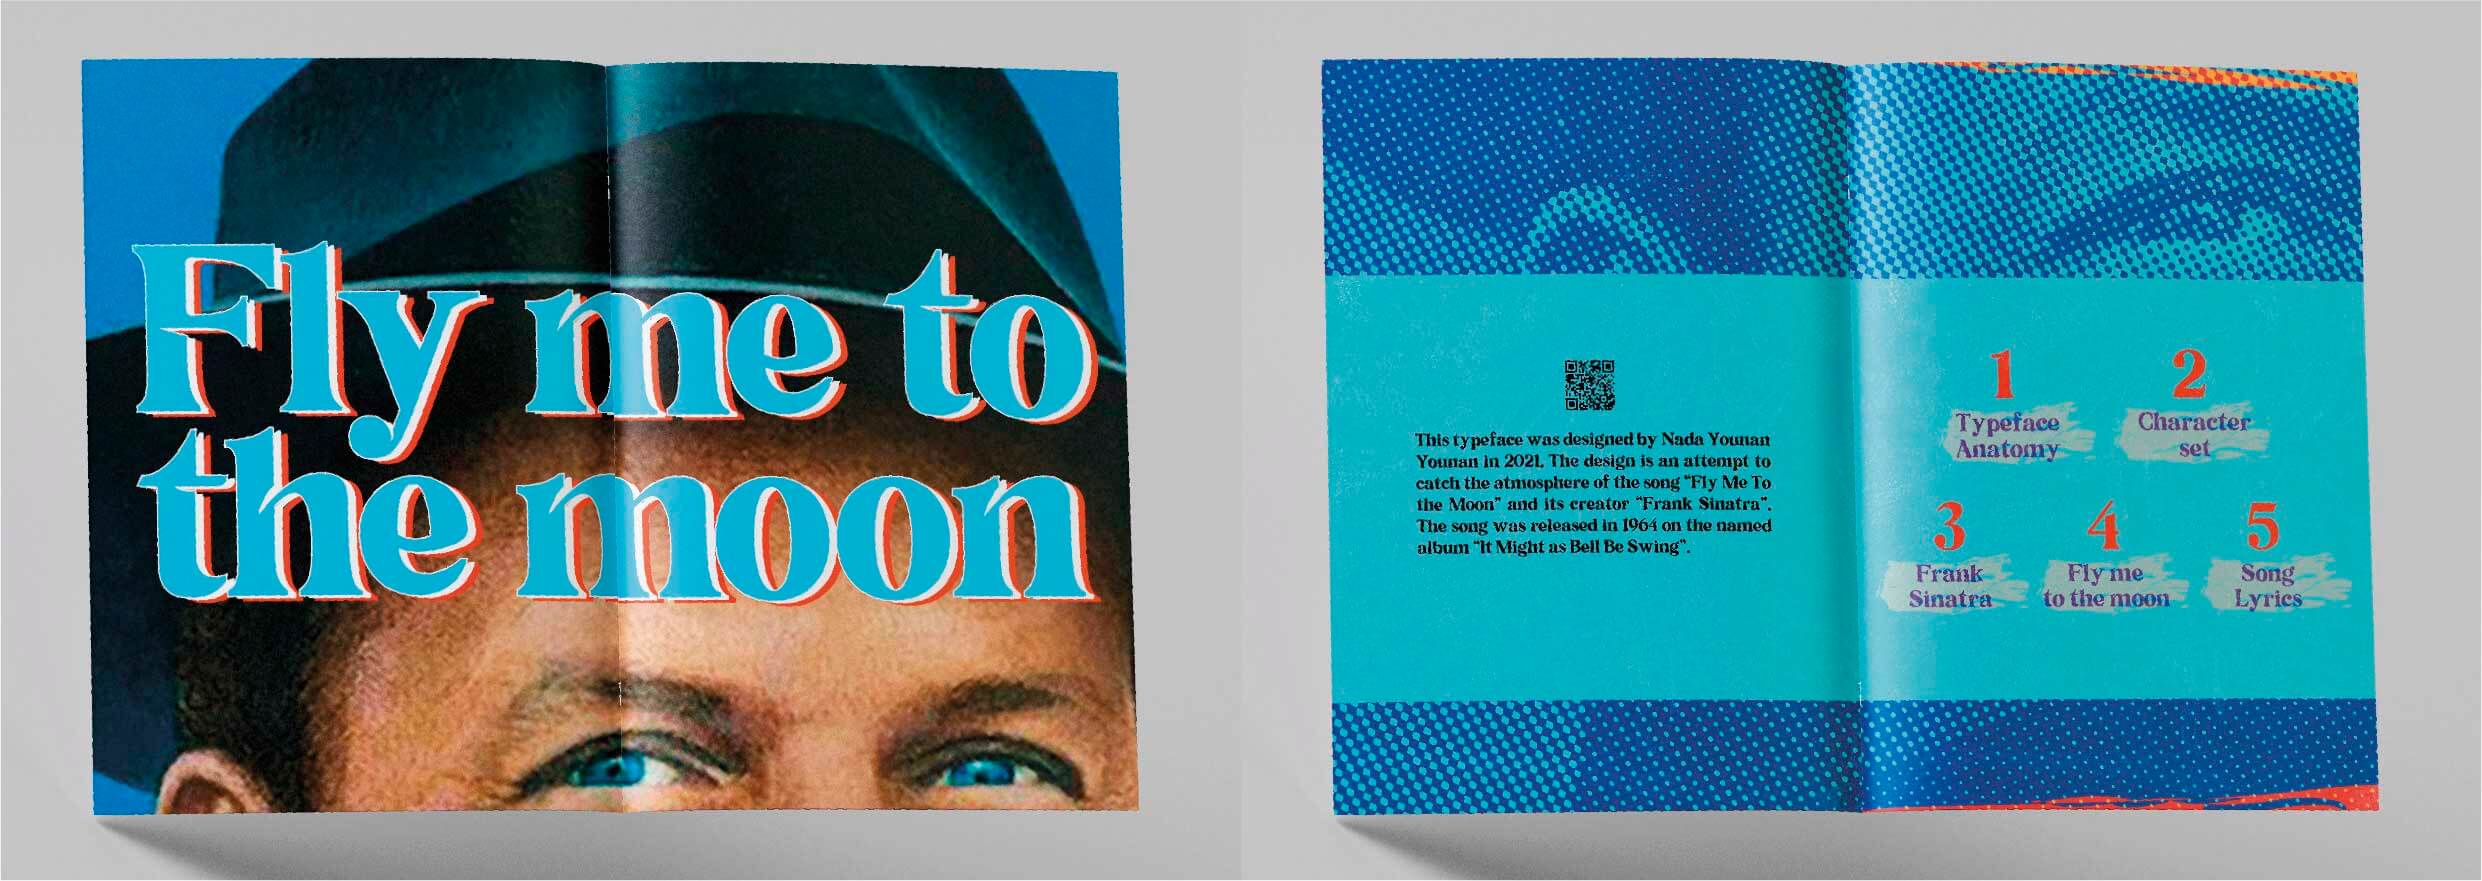 Fly me to
the moon
This typeface was designed by Nada Younan
Younan in 2021. The design is an attempt to
catch the atmosphere of the song "Fly Me To
the Moon" and its creator "Frank Sinatra".
The song was released in 1964 on the named
album "It Might as Bell Be Swing".
1
Typeface
Anatomy
2
Character
set
3
Frank
Sinatra
4
Fly me
to the moon
5
Song
Lyrics